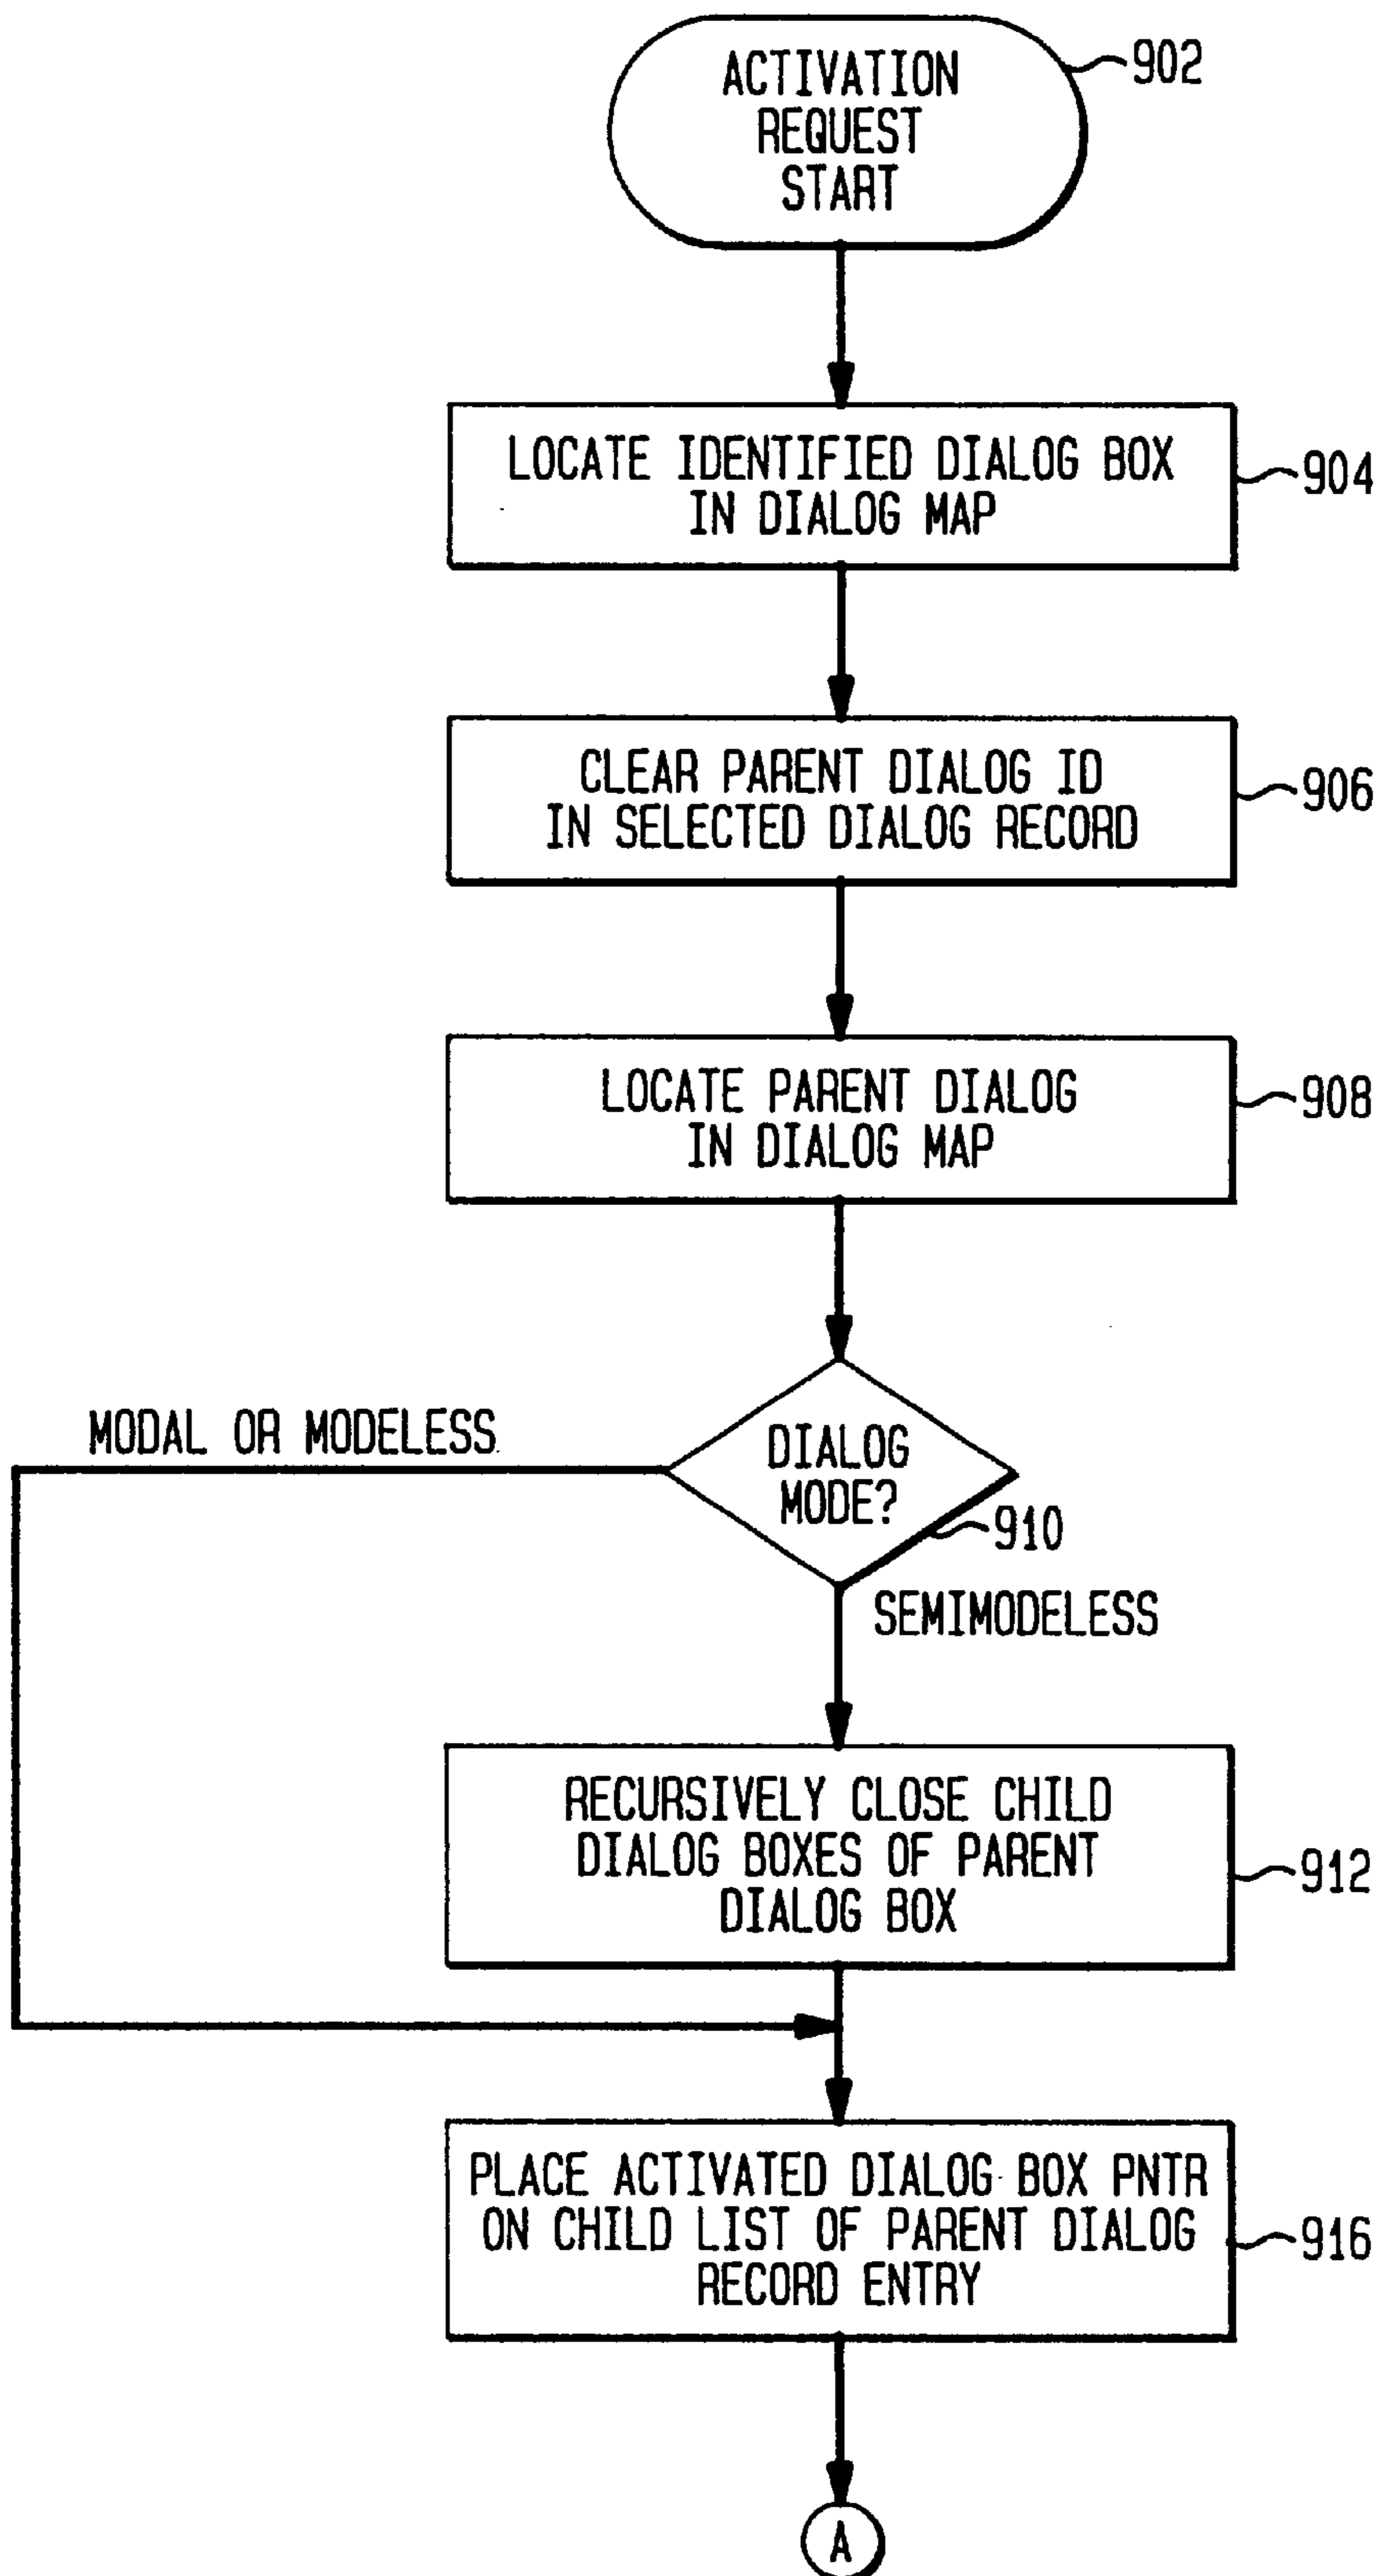 ACTIVATION
REQUEST
START
902
LOCATE IDENTIFIED DIALOG BOX
IN DIALOG MAP
904
CLEAR PARENT DIALOG ID
IN SELECTED DIALOG RECORD
906
LOCATE PARENT DIALOG
IN DIALOG MAP
908
MODAL OR MODELESS
DIALOG
MODE?
910
SEMIMODELESS
RECURSIVELY CLOSE CHILD
DIALOG BOXES OF PARENT
DIALOG BOX
912
PLACE ACTIVATED DIALOG BOX PNTR
ON CHILD LIST OF PARENT DIALOG
RECORD ENTRY
916
A